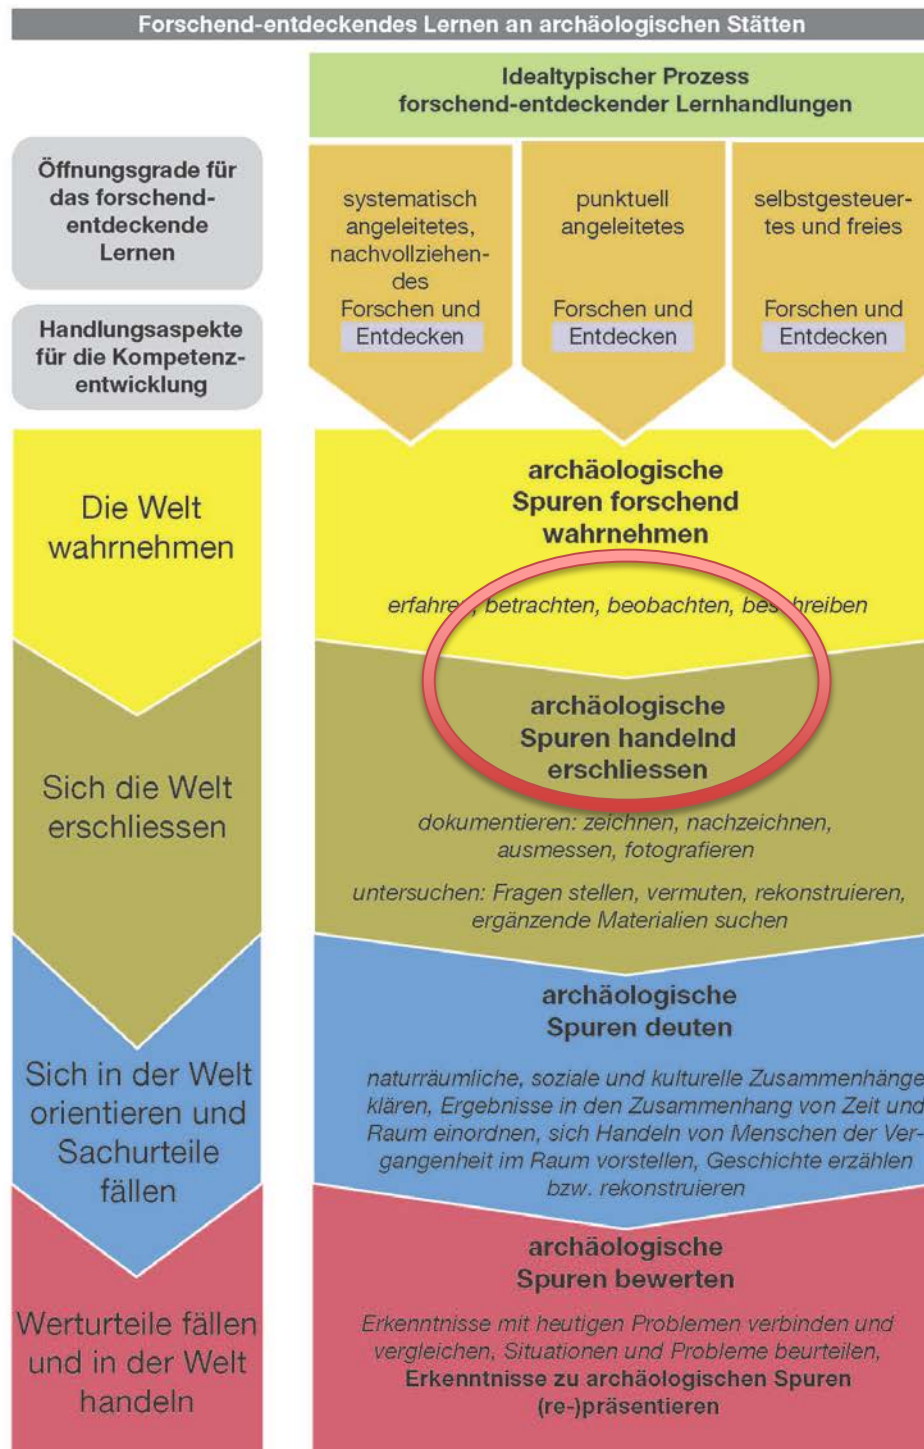 Forschend-entdeckendes Lernen an archäologischen Stätten
Idealtypischer Prozess
forschend-entdeckender Lernhandlungen
Öffnungsgrade für
das forschend-
entdeckende
Lernen
systematisch
angeleitetes,
nachvollziehen-
des
Forschen und
Entdecken
punktuell
angeleitetes
Forschen und
Entdecken
selbstgesteuer-
tes und freies
Forschen und
Entdecken
Handlungsaspekte
für die Kompetenz-
entwicklung
Die Welt
wahrnehmen
archäologische
Spuren forschend
wahrnehmen
erfahren, betrachten, beobachten, beschreiben
Sich die Welt
erschliessen
archäologische
Spuren handelnd
erschliessen
dokumentieren: zeichnen, nachzeichnen,
ausmessen, fotografieren
untersuchen: Fragen stellen, vermuten, rekonstruieren,
ergänzende Materialien suchen
Sich in der Welt
orientieren und
Sachurteile
fällen
archäologische
Spuren deuten
naturräumliche, soziale und kulturelle Zusammenhänge
klären, Ergebnisse in den Zusammenhang von Zeit und
Raum einordnen, sich Handeln von Menschen der Ver-
gangenheit im Raum vorstellen, Geschichte erzählen
bzw. rekonstruieren
Werturteile fällen
und in der Welt
handeln
archäologische
Spuren bewerten
Erkenntnisse mit heutigen Problemen verbinden und
vergleichen, Situationen und Probleme beurteilen,
Erkenntnisse zu archäologischen Spuren
(re-)präsentieren